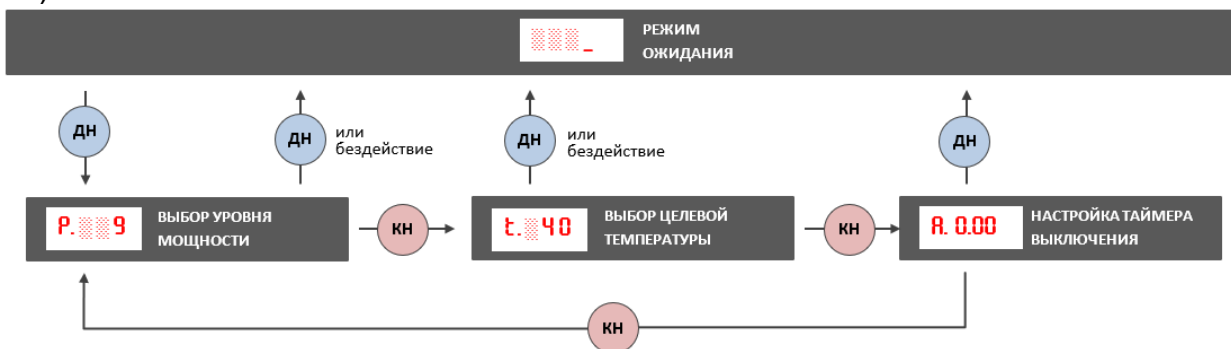 РЕЖИМ
ОЖИДАНИЯ
ДН
ДН
или
бездействие
ДН
или
бездействие
ДН
P. 9
ВЫБОР УРОВНЯ
МОЩНОСТИ
КН
t. 40
ВЫБОР ЦЕЛЕВОЙ
ТЕМПЕРАТУРЫ
КН
A. 0.00
НАСТРОЙКА ТАЙМЕРА
ВЫКЛЮЧЕНИЯ
КН